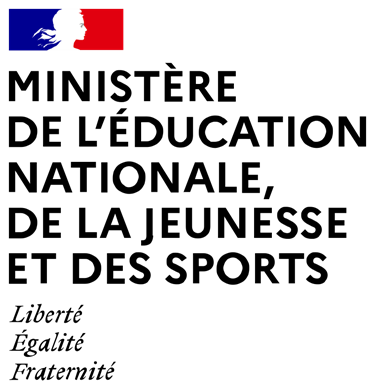 MINISTÈRE
DE L'ÉDUCATION
NATIONALE,
DE LA JEUNESSE
ET DES SPORTS
Liberté
Égalité
Fraternité